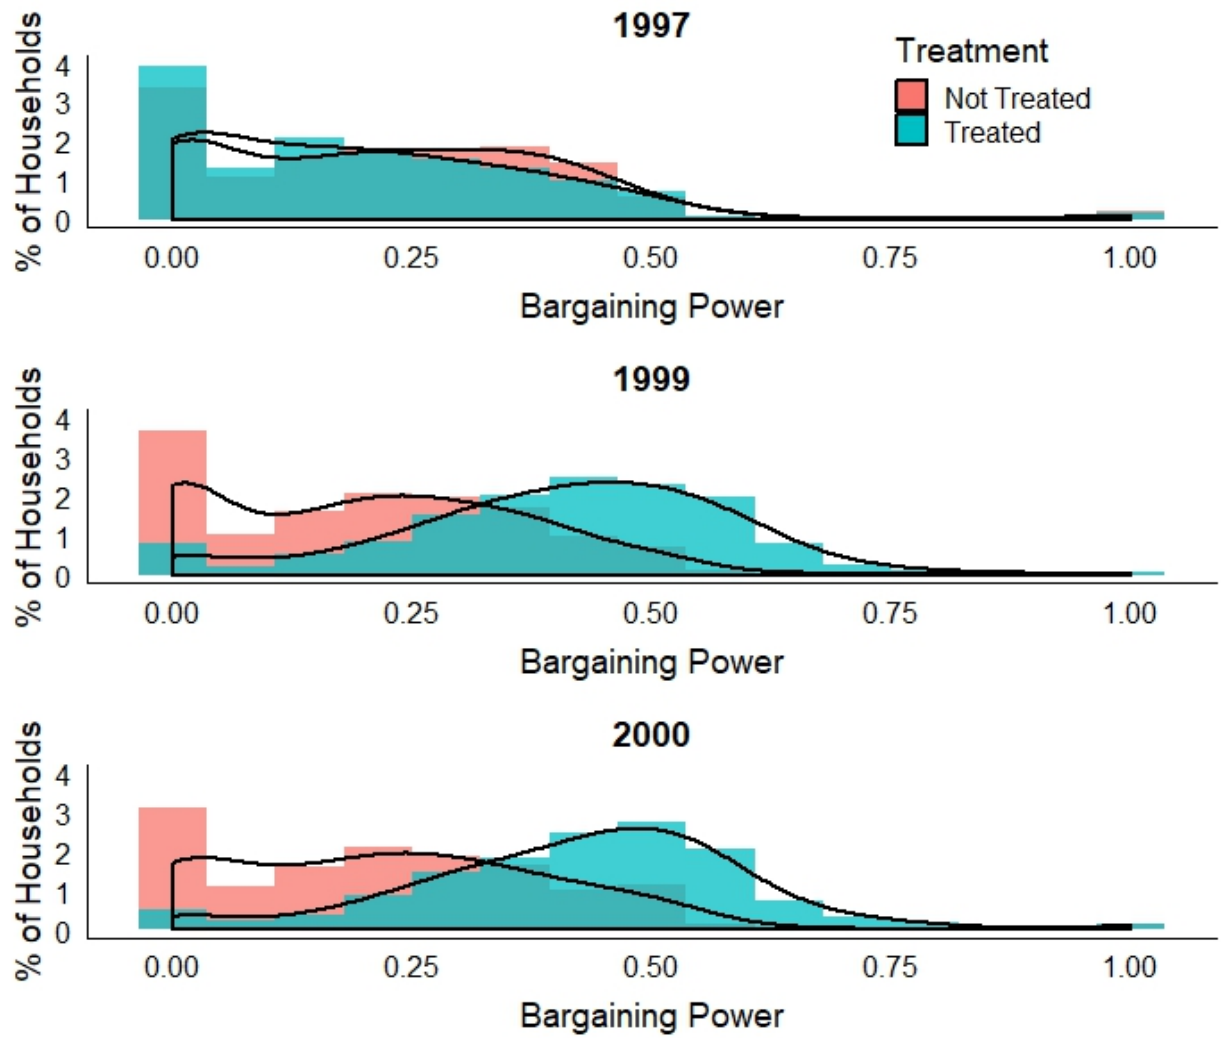 1997
Treatment
Not Treated
Treated
% of Households
4
3
2
1
0
0.00 0.25 0.50 0.75 1.00
Bargaining Power
1999
% of Households
4
3
2
1
0
0.00 0.25 0.50 0.75 1.00
Bargaining Power
2000
% of Households
4
3
2
1
0
0.00 0.25 0.50 0.75 1.00
Bargaining Power